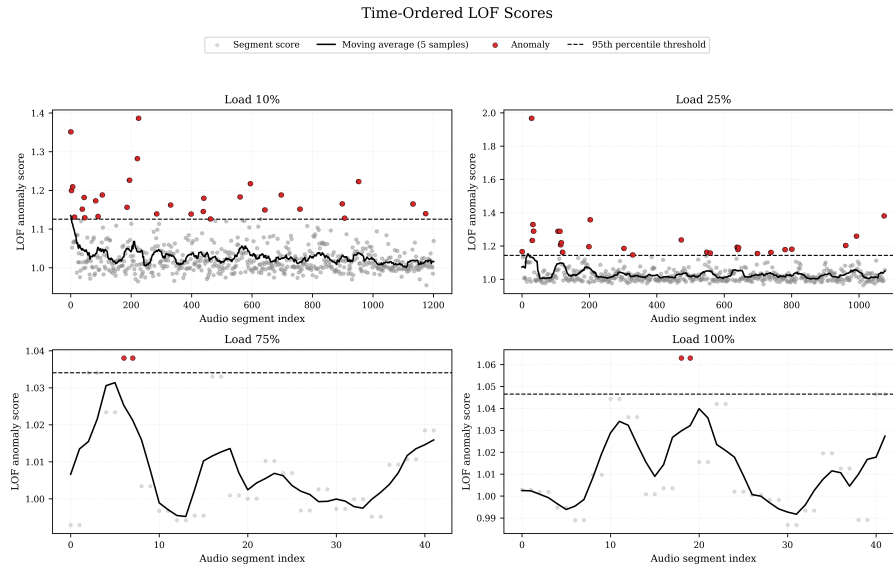 Time-Ordered LOF Scores
Segment score Moving average (5 samples) Anomaly 95th percentile threshold
Load 10%
LOF anomaly score
1.4
1.3
1.2
1.1
1.0
0 200 400 600 800 1000 1200
Audio segment index
Load 25%
LOF anomaly score
2.0
1.8
1.6
1.4
1.2
1.0
0 200 400 600 800 1000
Audio segment index
Load 75%
LOF anomaly score
1.04
1.03
1.02
1.01
1.00
0 10 20 30 40
Audio segment index
Load 100%
LOF anomaly score
1.06
1.05
1.04
1.03
1.02
1.01
1.00
0.99
0 10 20 30 40
Audio segment index